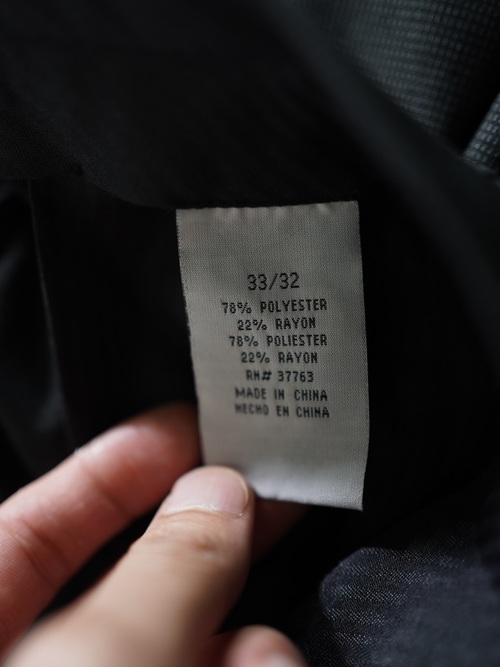 33/32
78% POLYESTER
22% RAYON
78% POLIESTER
22% RAYON
RN# 37763
MADE IN CHINA
HECHO EN CHINA